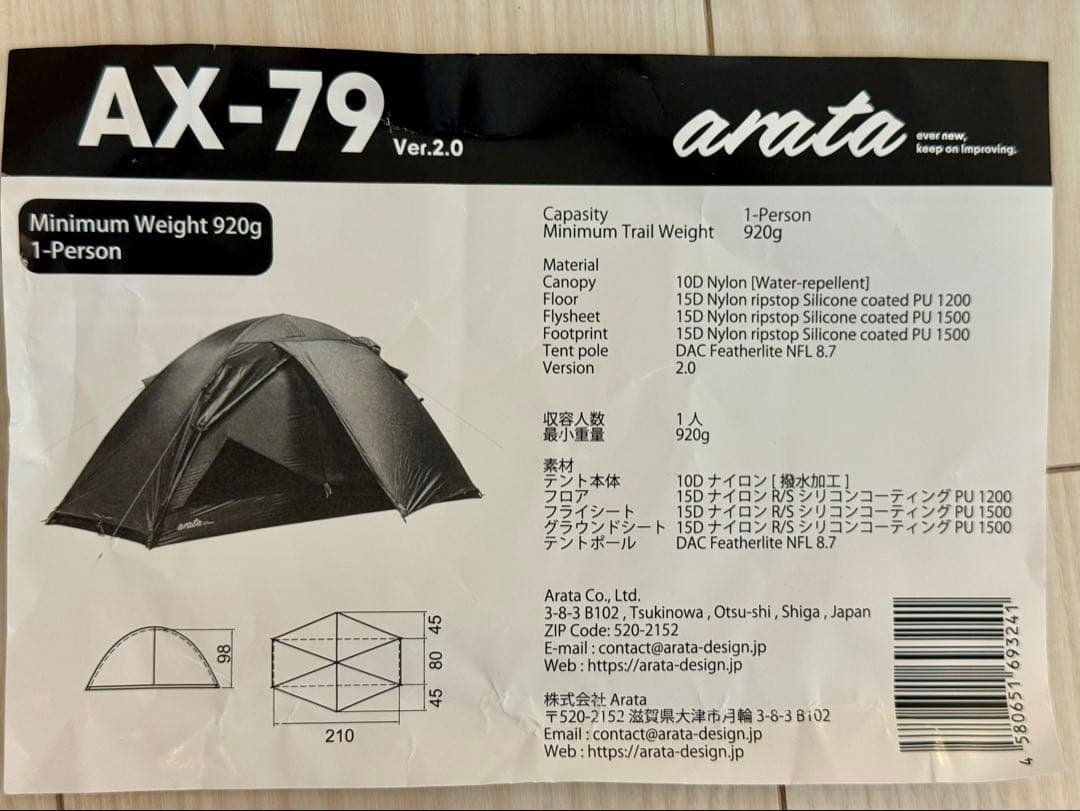 AX-79 Ver.2.0
arata ever new,
keep on improving.
Minimum Weight 920g
1-Person
Capasity 1-Person
Minimum Trail Weight 920g
Material
Canopy 10D Nylon [Water-repellent]
Floor 15D Nylon ripstop Silicone coated PU 1200
Flysheet 15D Nylon ripstop Silicone coated PU 1500
Footprint 15D Nylon ripstop Silicone coated PU 1500
Tent pole DAC Featherlite NFL 8.7
Version 2.0
収容人数 1人
最小重量 920g
素材
テント本体 10D ナイロン [ 撥水加工 ]
フロア 15D ナイロン R/S シリコンコーティング PU 1200
フライシート 15D ナイロン R/S シリコンコーティング PU 1500
グラウンドシート 15D ナイロン R/S シリコンコーティング PU 1500
テントポール DAC Featherlite NFL 8.7
arata
98
45
80
45
210
Arata Co., Ltd.
3-8-3 B102 , Tsukinowa , Otsu-shi , Shiga , Japan
ZIP Code: 520-2152
E-mail : contact@arata-design.jp
Web : https://arata-design.jp
株式会社 Arata
〒520-2152 滋賀県大津市月輪 3-8-3 B102
Email : contact@arata-design.jp
Web : https://arata-design.jp
4 580651 693241